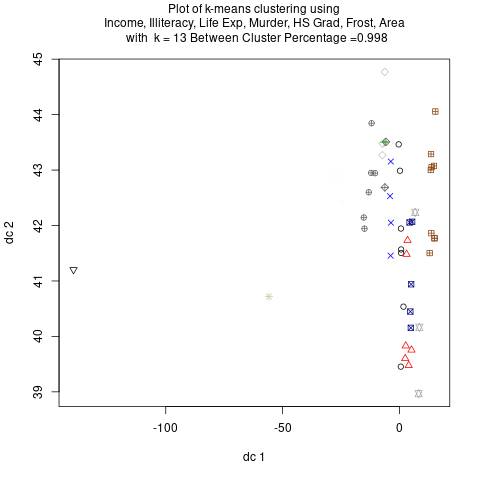 Plot of k-means clustering using
Income, Illiteracy, Life Exp, Murder, HS Grad, Frost, Area
with k = 13 Between Cluster Percentage =0.998
45
44
43
42
41
40
39
dc 2
-100
-50
0
dc 1